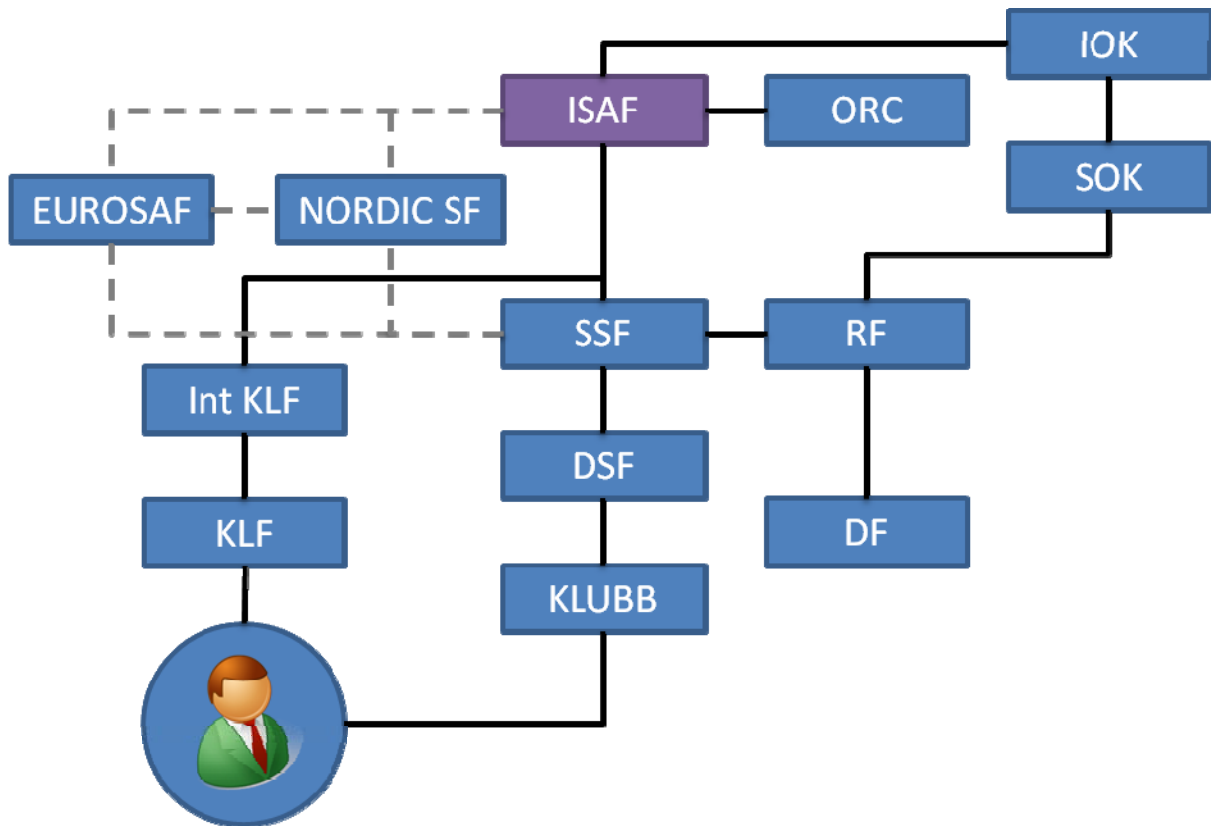 IOK
ISAF
ORC
SOK
EUROSAF
NORDIC SF
SSF
RF
Int KLF
DSF
KLF
DF
KLUBB